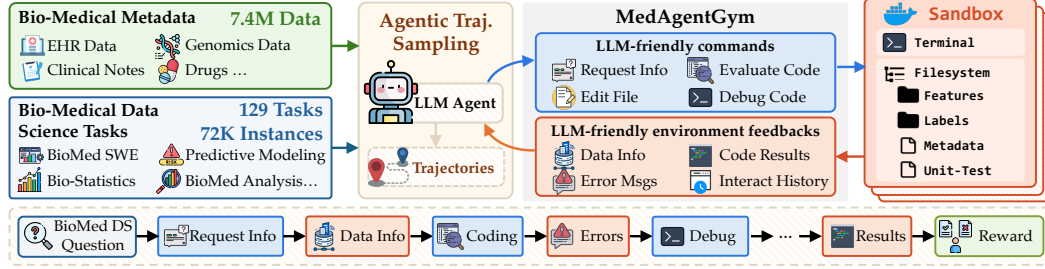 Bio-Medical Metadata 7.4M Data
EHR Data
Genomics Data
Clinical Notes
Drugs ...
Bio-Medical Data
Science Tasks
129 Tasks
72K Instances
BioMed SWE
RISK
Predictive Modeling
Bio-Statistics
BioMed Analysis...
Agentic Traj.
Sampling
LLM Agent
Trajectories
MedAgentGym
LLM-friendly commands
Request Info
Evaluate Code
Edit File
Debug Code
LLM-friendly environment feedbacks
Data Info
Code Results
Error Msgs
Interact History
Sandbox
Terminal
Filesystem
Features
Labels
Metadata
Unit-Test
BioMed DS
Question
Request Info
Data Info
Coding
Errors
Debug
...
Results
Reward